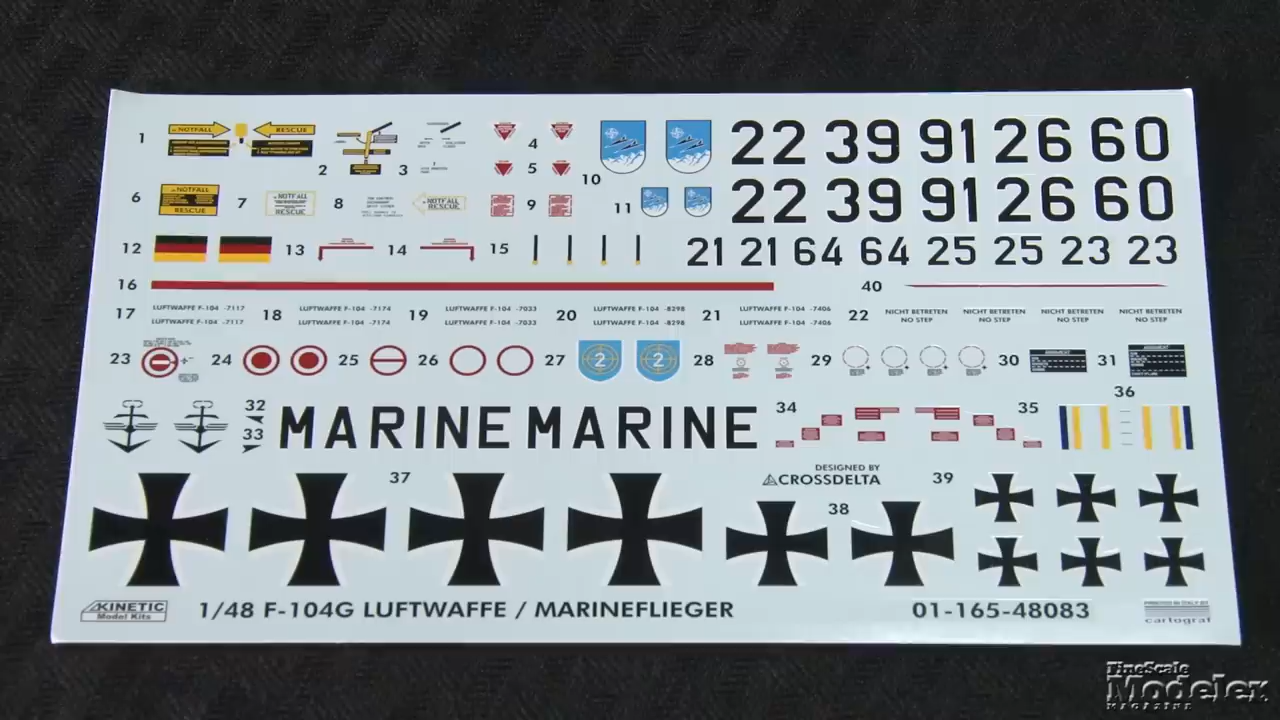 1 NOTFALL RESCUE 2 3 4 10 22 39 91 26 60
5
6 NOTFALL RESCUE 7 NOTFALL RESCUE 8 NOTFALL RESCUE 9 11 22 39 91 26 60
12 13 14 15 21 21 64 64 25 25 23 23
16 40
17 LUFTWAFFE F-104 -7117 18 LUFTWAFFE F-104 -7174 19 LUFTWAFFE F-104 -7033 20 LUFTWAFFE F-104 -8298 21 LUFTWAFFE F-104 -7406 22 NICHT BETRETEN NICHT BETRETEN NICHT BETRETEN NICHT BETRETEN
LUFTWAFFE F-104 -7117 LUFTWAFFE F-104 -7174 LUFTWAFFE F-104 -7033 LUFTWAFFE F-104 -8298 LUFTWAFFE F-104 -7406 NO STEP NO STEP NO STEP NO STEP
23 24 25 26 27 2 2 28 29 30 31
32 MARINE MARINE 34 35 36
33
37 DESIGNED BY 39
CROSSDELTA
38
KINETIC
Model Kits
1/48 F-104G LUFTWAFFE / MARINEFLIEGER 01-165-48083
cartograf
FineScale
Modeler
MAGAZINE